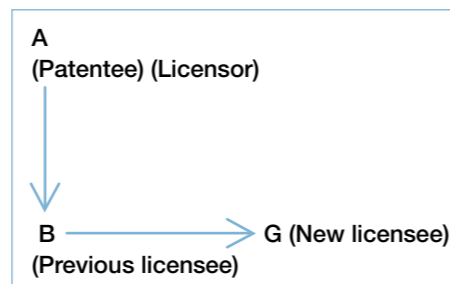 A
(Patentee) (Licensor)
B
G (New licensee)
(Previous licensee)